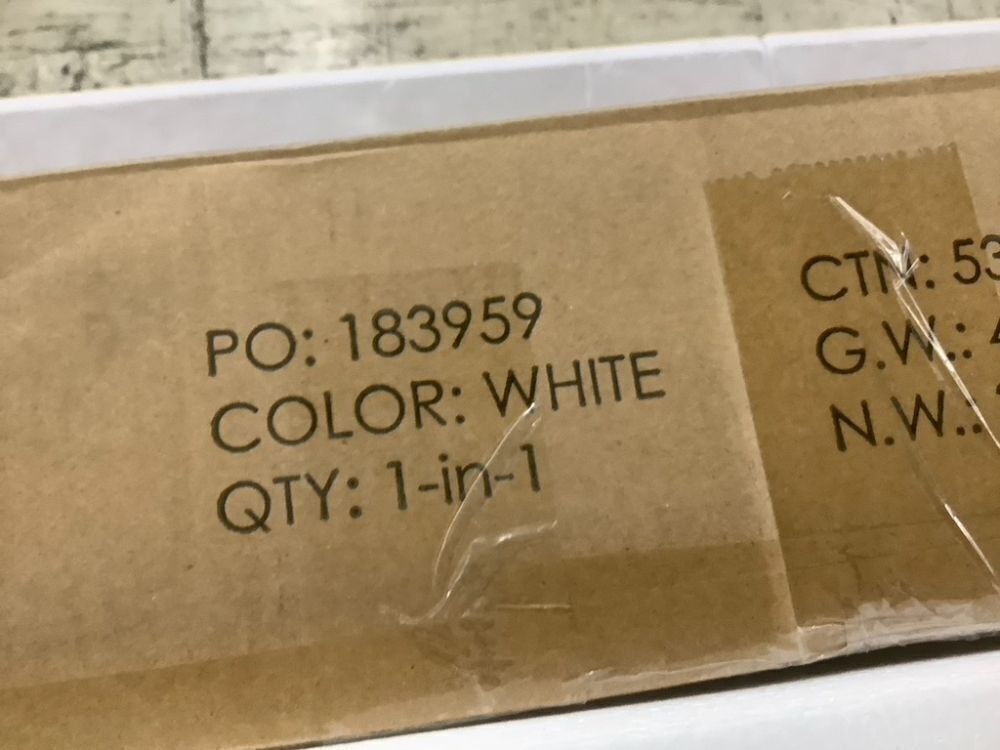 PO: 183959
COLOR: WHITE
QTY: 1-in-1
CTN: 53
G.W.:
N.W.: